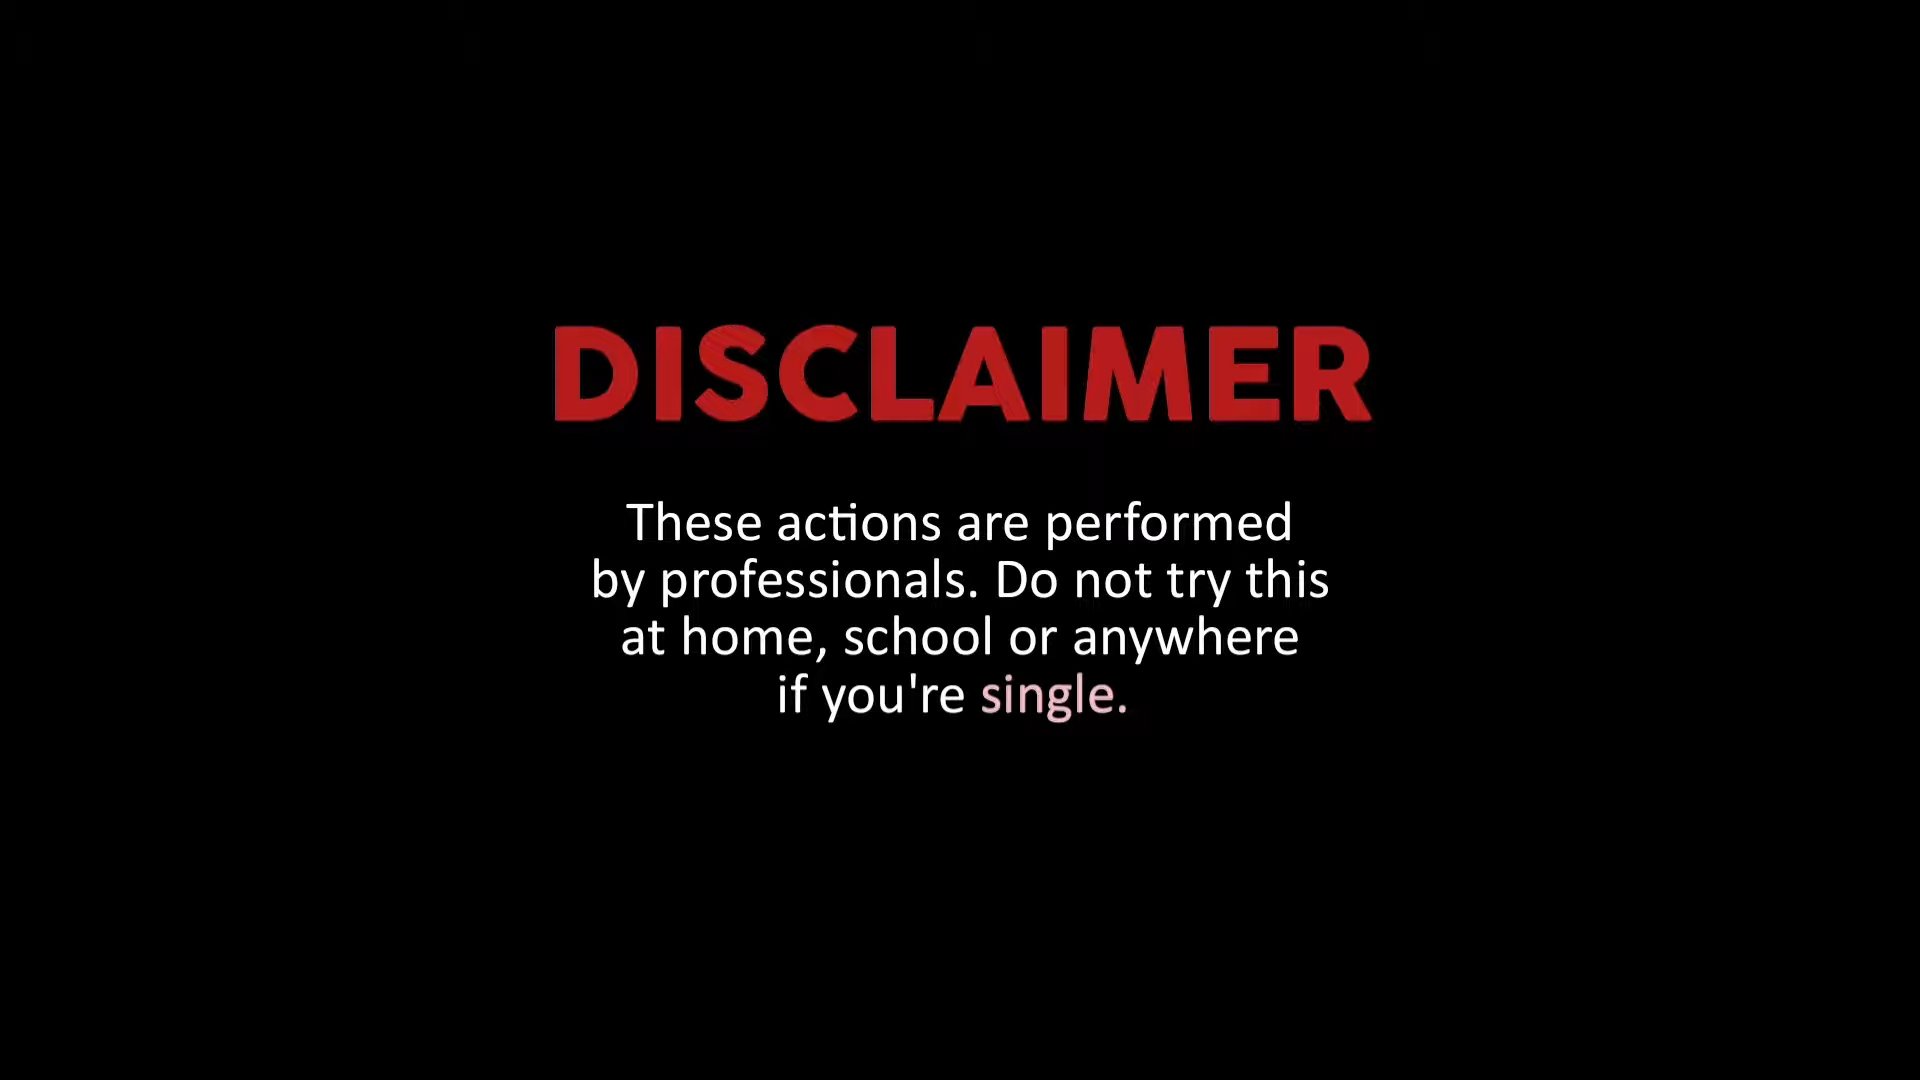 DISCLAIMER
These actions are performed
by professionals. Do not try this
at home, school or anywhere
if you're single.